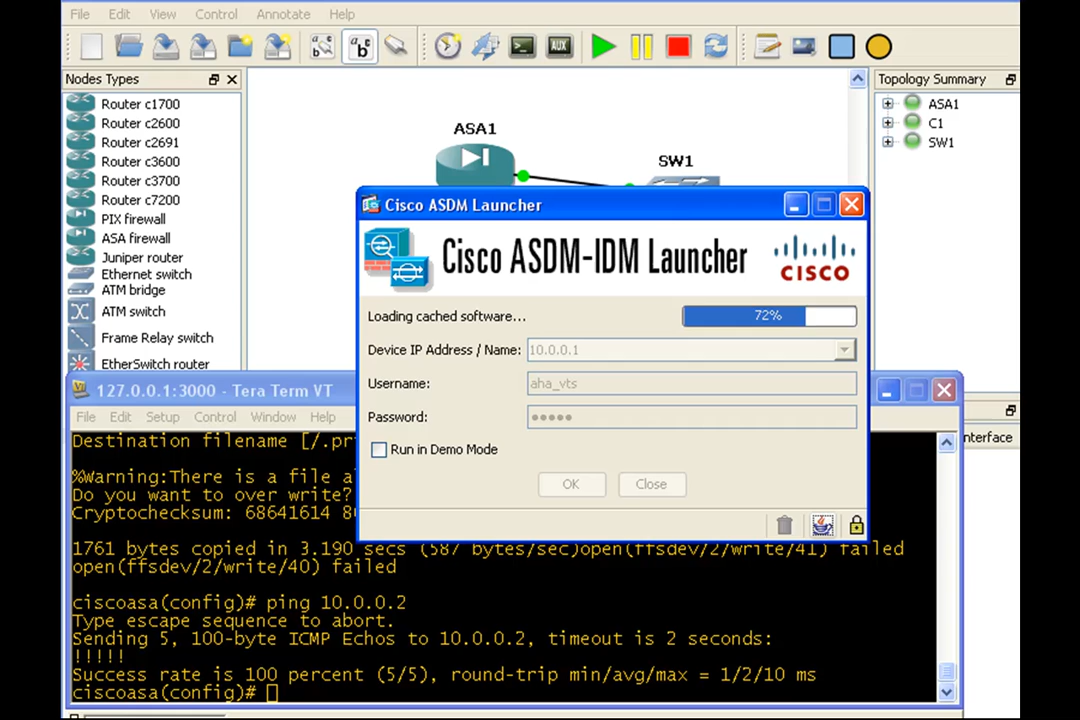 File Edit View Control Annotate Help
Nodes Types
Router c1700
Router c2600
Router c2691
Router c3600
Router c3700
Router c7200
PIX firewall
ASA firewall
Juniper router
Ethernet switch
ATM bridge
ATM switch
Frame Relay switch
EtherSwitch router
AUX
ASA1
SW1
Topology Summary
ASA1
C1
SW1
nterface
Cisco ASDM Launcher
Cisco ASDM-IDM Launcher
CISCO
Loading cached software... 72%
Device IP Address / Name: 10.0.0.1
Username: aha_vts
Password: ●●●●●
Run in Demo Mode
OK Close
127.0.0.1:3000 - Tera Term VT
File Edit Setup Control Window Help
Destination filename [/.pri
%Warning:There is a file al
Do you want to over write?
Cryptochecksum: 68641614 8
1761 bytes copied in 3.190 secs (587 bytes/sec)open(ffsdev/2/write/41) failed
open(ffsdev/2/write/40) failed
ciscoasa(config)# ping 10.0.0.2
Type escape sequence to abort.
Sending 5, 100-byte ICMP Echos to 10.0.0.2, timeout is 2 seconds:
!!!!!
Success rate is 100 percent (5/5), round-trip min/avg/max = 1/2/10 ms
ciscoasa(config)#